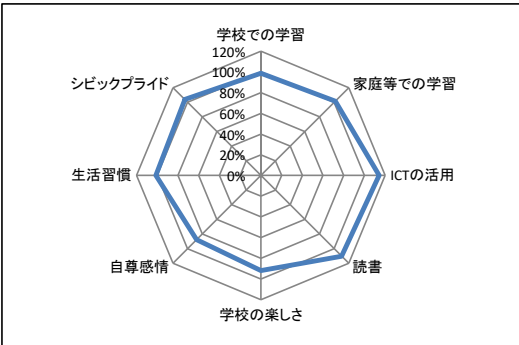 学校での学習
120%
100%
80%
60%
40%
20%
0%
家庭等での学習
ICTの活用
読書
学校の楽しさ
自尊感情
生活習慣
シビックプライド